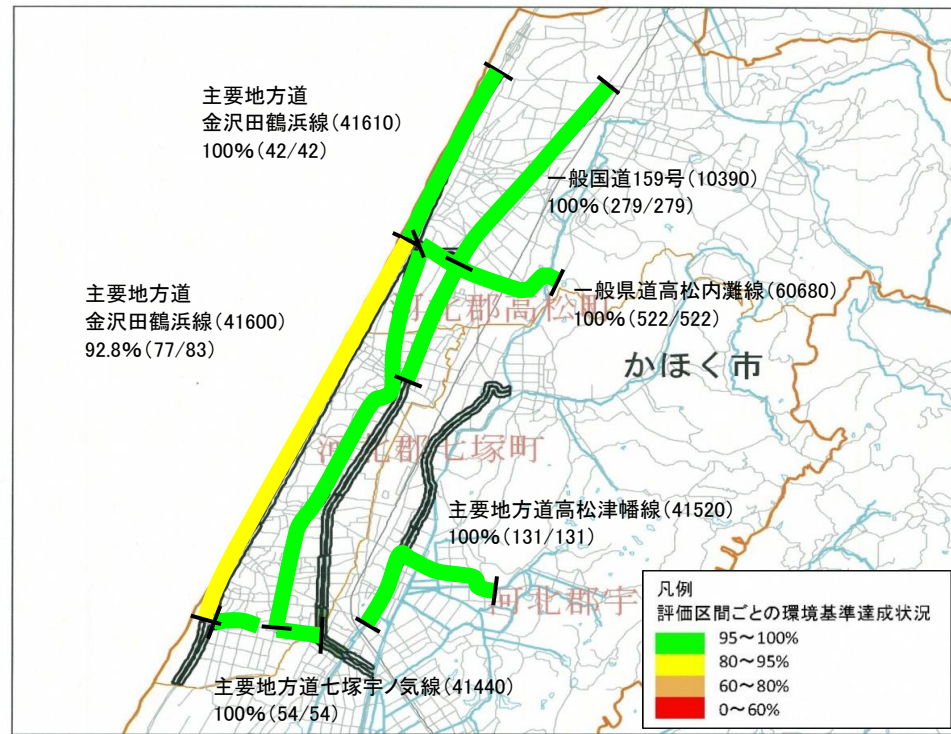 主要地方道
金沢田鶴浜線(41610)
100%(42/42)
一般国道159号(10390)
100%(279/279)
主要地方道
金沢田鶴浜線(41600)
92.8%(77/83)
一般県道高松内灘線(60680)
100%(522/522)
河北郡高松町
かほく市
河北郡七塚町
主要地方道高松津幡線(41520)
100%(131/131)
河北郡宇
主要地方道七塚宇ノ気線(41440)
100%(54/54)
凡例
評価区間ごとの環境基準達成状況
95～100%
80～95%
60～80%
0～60%